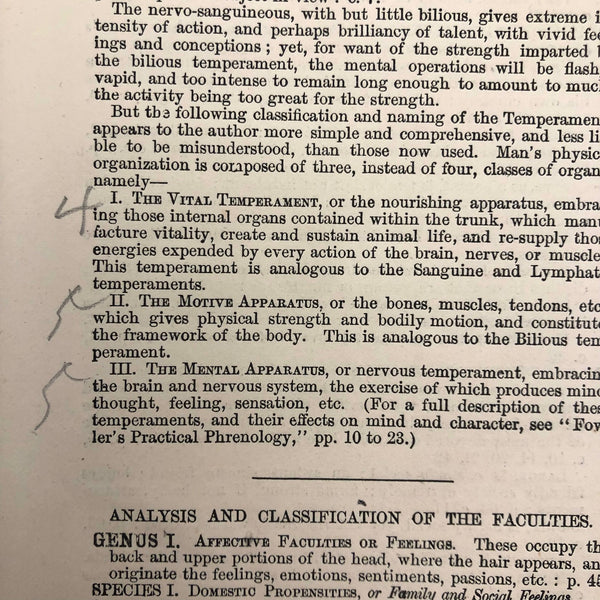 The nervo-sanguineous, with but little bilious, gives extreme i
tensity of action, and perhaps brilliancy of talent, with vivid fee
ings and conceptions; yet, for want of the strength imparted b
the bilious temperament, the mental operations will be flash
vapid, and too intense to remain long enough to amount to much
the activity being too great for the strength.
But the following classification and naming of the Temperamen
appears to the author more simple and comprehensive, and less li
ble to be misunderstood, than those now used. Man's physic
organization is composed of three, instead of four, classes of organ
namely—
4 I. THE VITAL TEMPERAMENT, or the nourishing apparatus, embra
ing those internal organs contained within the trunk, which manu
facture vitality, create and sustain animal life, and re-supply thos
energies expended by every action of the brain, nerves, or muscle
This temperament is analogous to the Sanguine and Lymphat
temperaments.
5 II. THE MOTIVE APPARATUS, or the bones, muscles, tendons, etc
which gives physical strength and bodily motion, and constitute
the framework of the body. This is analogous to the Bilious tem
perament.
5 III. THE MENTAL APPARATUS, or nervous temperament, embracin
the brain and nervous system, the exercise of which produces mind
thought, feeling, sensation, etc. (For a full description of thes
temperaments, and their effects on mind and character, see "Fow
ler's Practical Phrenology," pp. 10 to 23.)
ANALYSIS AND CLASSIFICATION OF THE FACULTIES.
GENUS I. AFFECTIVE FACULTIES OR FEELINGS. These occupy th
back and upper portions of the head, where the hair appears, an
originate the feelings, emotions, sentiments, passions, etc.: p. 45
SPECIES I. DOMESTIC PROPENSITIES, or Family and Social Feelings